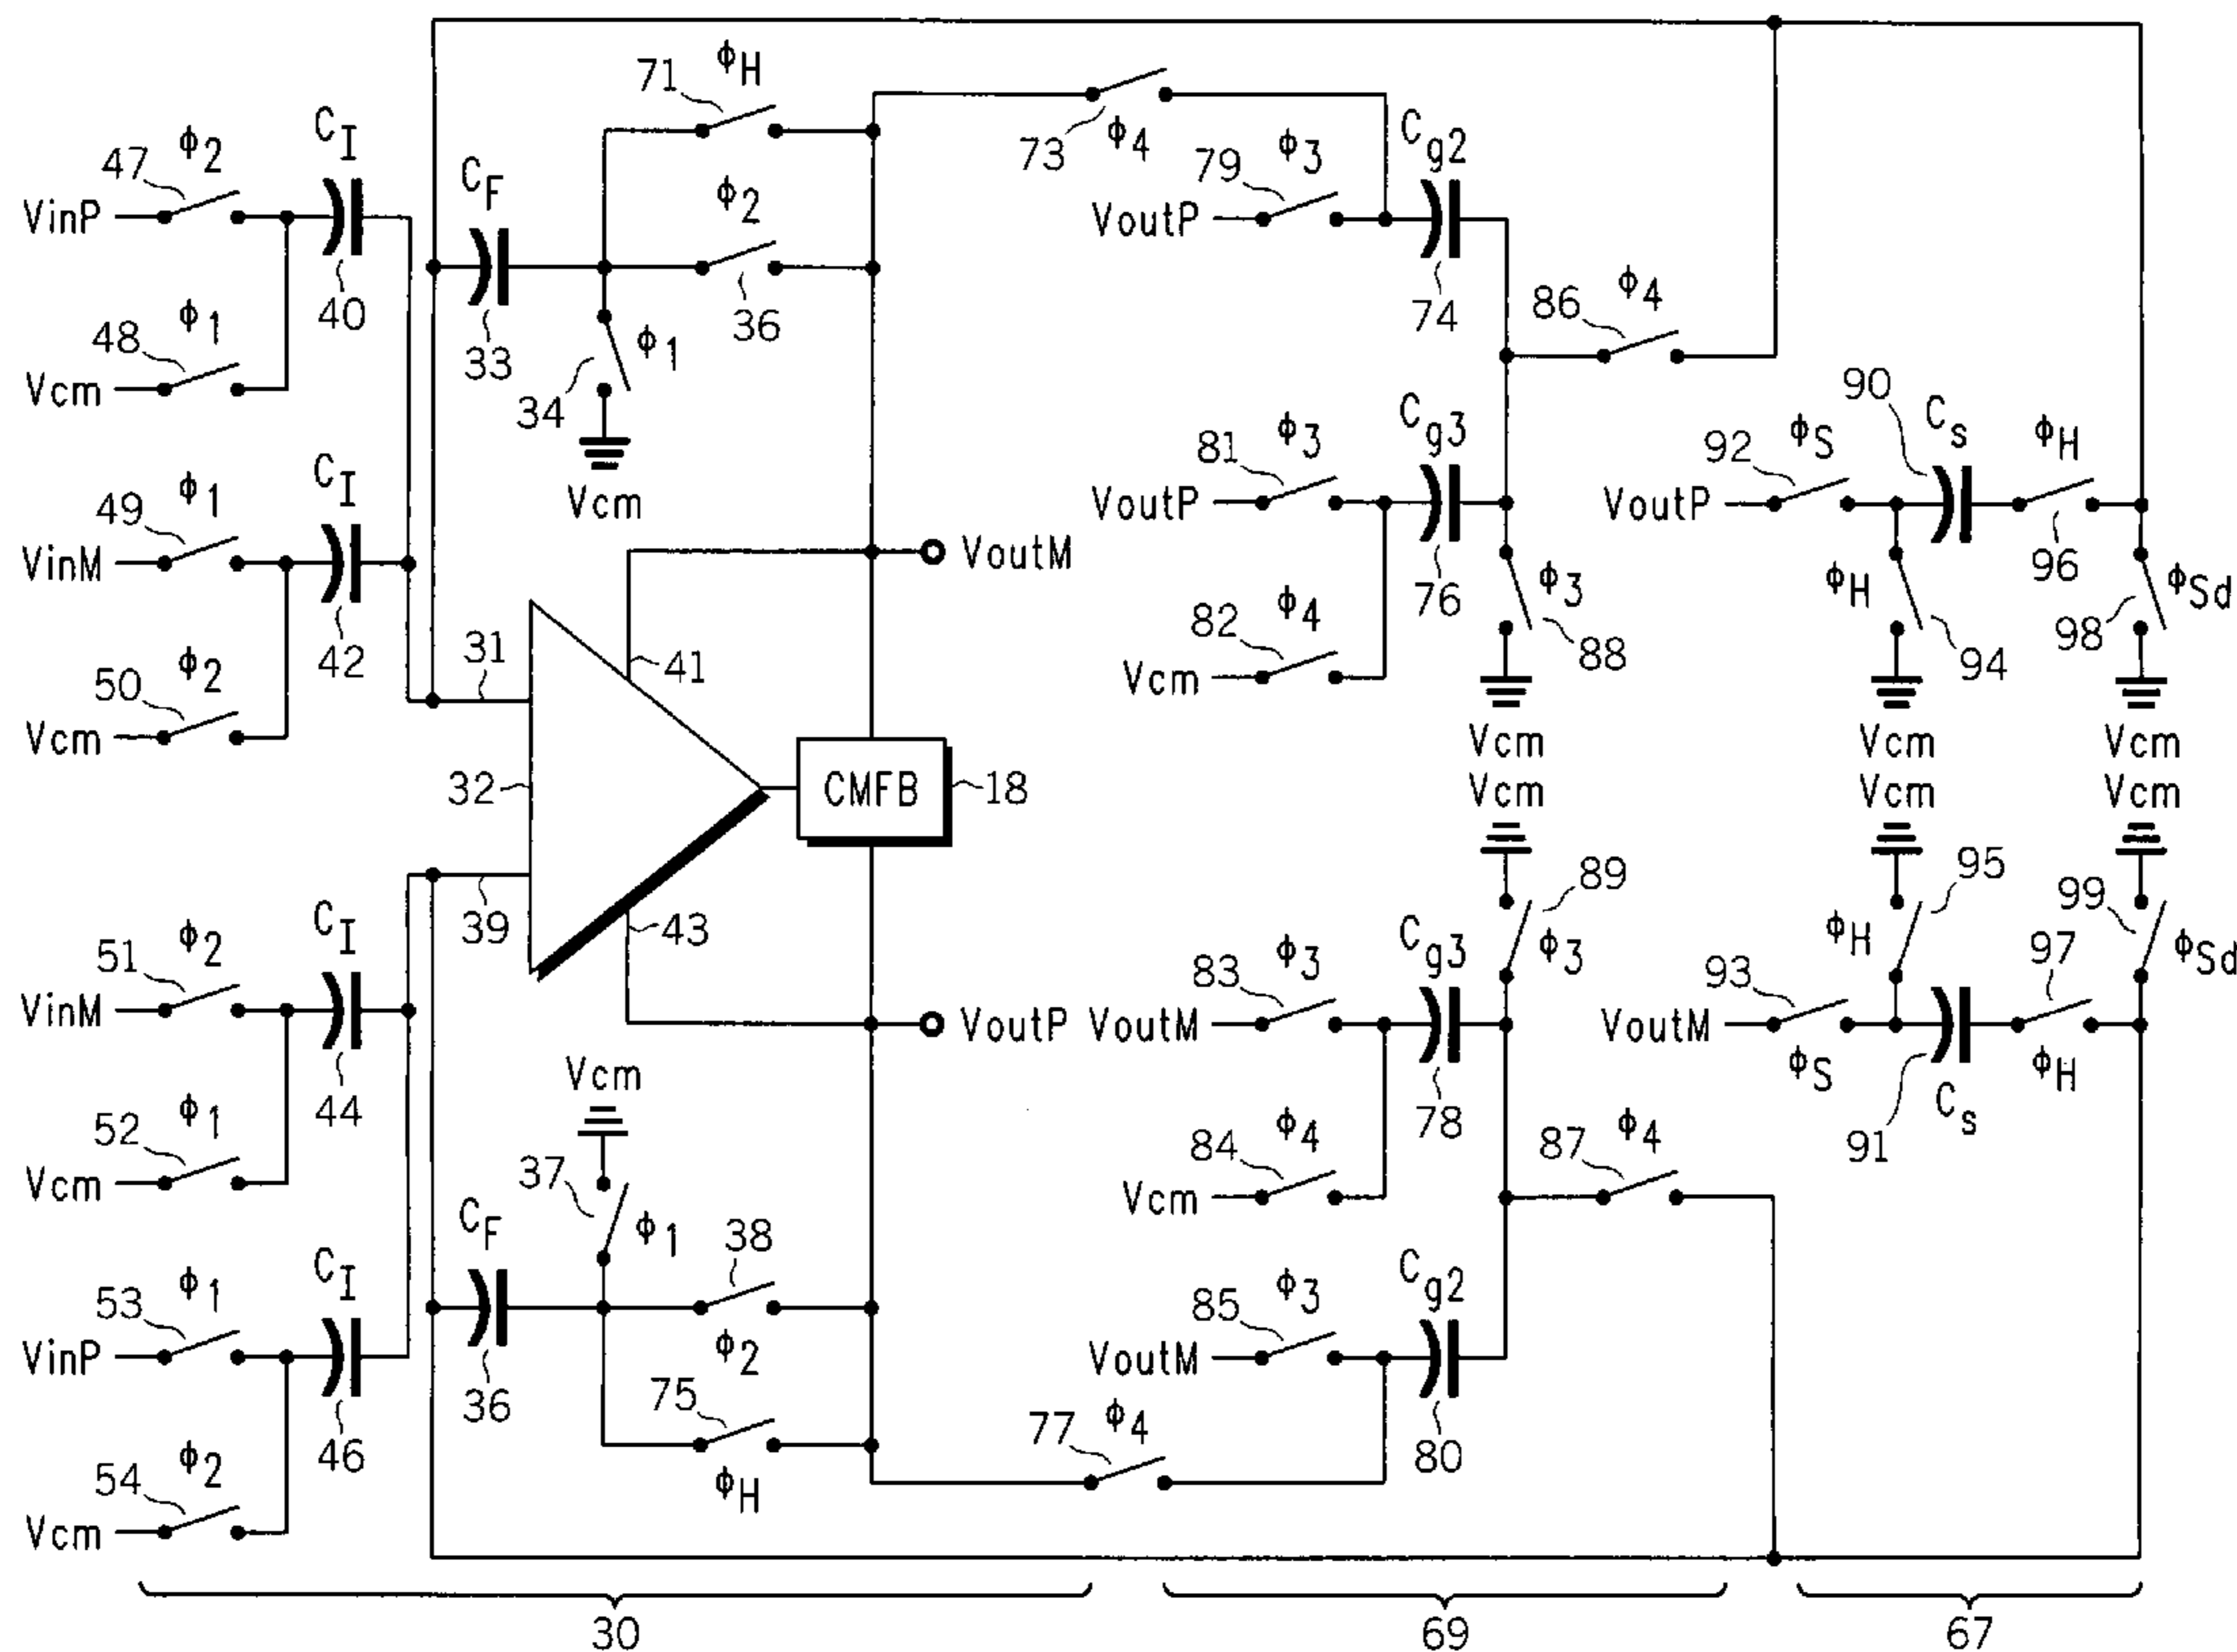 ϕH
71
ϕ2
CI
47
VinP
40
ϕ1
48
Vcm
CF
33
ϕ2
36
ϕ1
34
Vcm
73
ϕ4
ϕ3
79
VoutP
Cg2
74
ϕ4
86
ϕ1
49
VinM
CI
42
ϕ2
50
Vcm
31
41
VoutM
ϕ3
81
VoutP
Cg3
76
ϕ4
82
Vcm
ϕ3
88
Vcm
90
Cs
ϕS
92
VoutP
ϕH
96
ϕH
94
Vcm
ϕSd
98
Vcm
32
CMFB
18
Vcm
Vcm
Vcm
39
43
VoutP
ϕ2
51
VinM
CI
44
ϕ1
52
Vcm
89
ϕ3
ϕ3
83
VoutM
Cg3
78
ϕ4
84
Vcm
95
ϕH
93
VoutM
ϕS
91
Cs
97
ϕH
99
ϕSd
Vcm
37
ϕ1
CF
36
38
ϕ2
75
ϕH
ϕ1
53
VinP
CI
46
ϕ2
54
Vcm
ϕ4
87
ϕ3
85
VoutM
Cg2
80
77
ϕ4
30
69
67